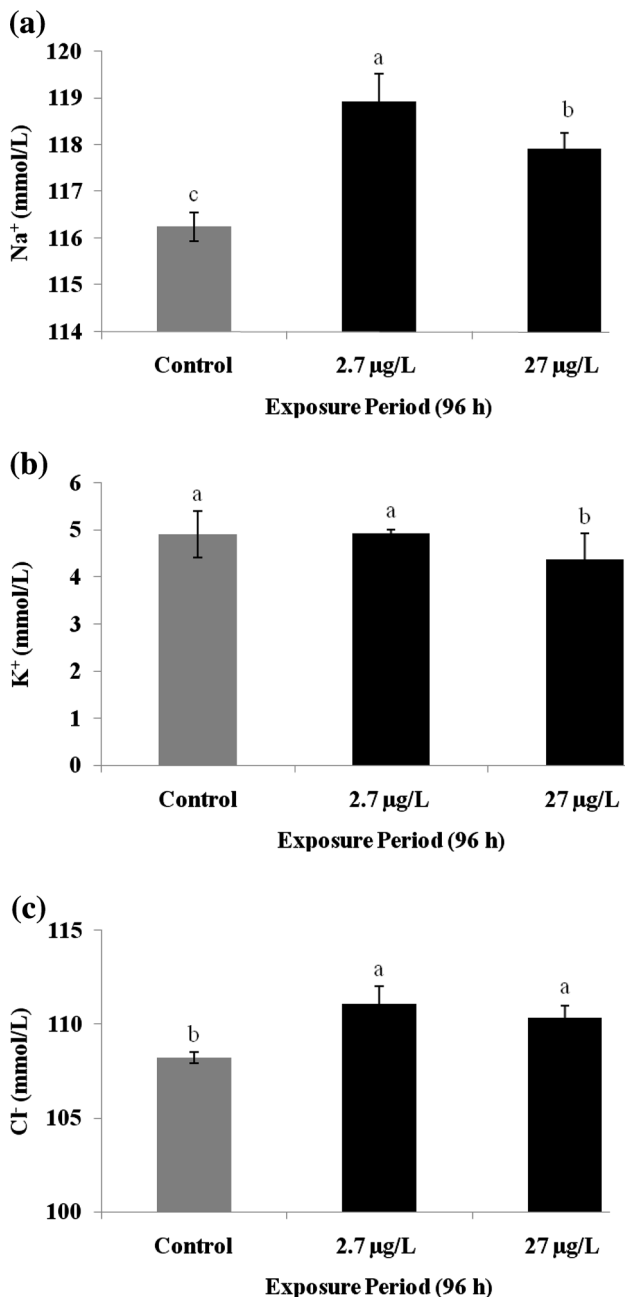 (a)
120
119
118
117
116
115
114
Na⁺ (mmol/L)
c
a
b
Control
2.7 µg/L
27 µg/L
Exposure Period (96 h)
(b)
6
5
4
3
2
1
0
K⁺ (mmol/L)
a
a
b
Control
2.7 µg/L
27 µg/L
Exposure Period (96 h)
(c)
115
110
105
100
Cl⁻ (mmol/L)
b
a
a
Control
2.7 µg/L
27 µg/L
Exposure Period (96 h)